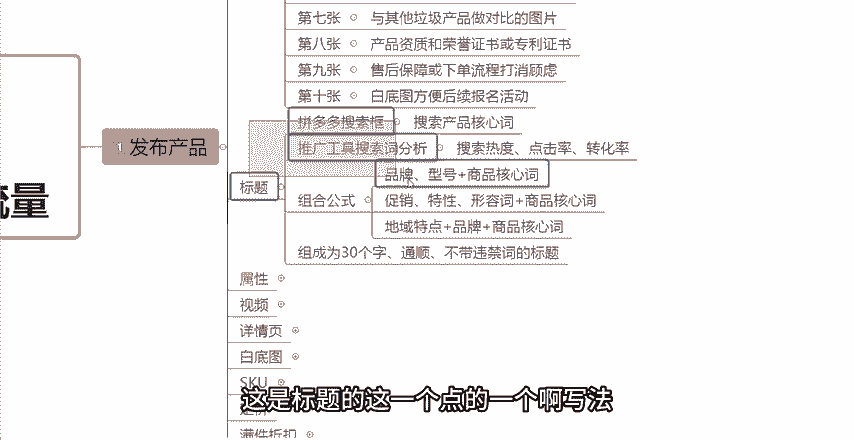 第七张 与其他垃圾产品做对比的图片
第八张 产品资质和荣誉证书或专利证书
第九张 售后保障或下单流程打消顾虑
第十张 白底图方便后续报名活动
拼多多搜索框 搜索产品核心词
1 发布产品
推广工具搜索词分析 搜索热度、点击率、转化率
流量
标题
品牌、型号+商品核心词
组合公式 促销、特性、形容词+商品核心词
地域特点+品牌+商品核心词
组成为30个字、通顺、不带违禁词的标题
属性
视频
详情页
白底图
SKU
这是标题的这一个点的一个啊写法
满件折扣